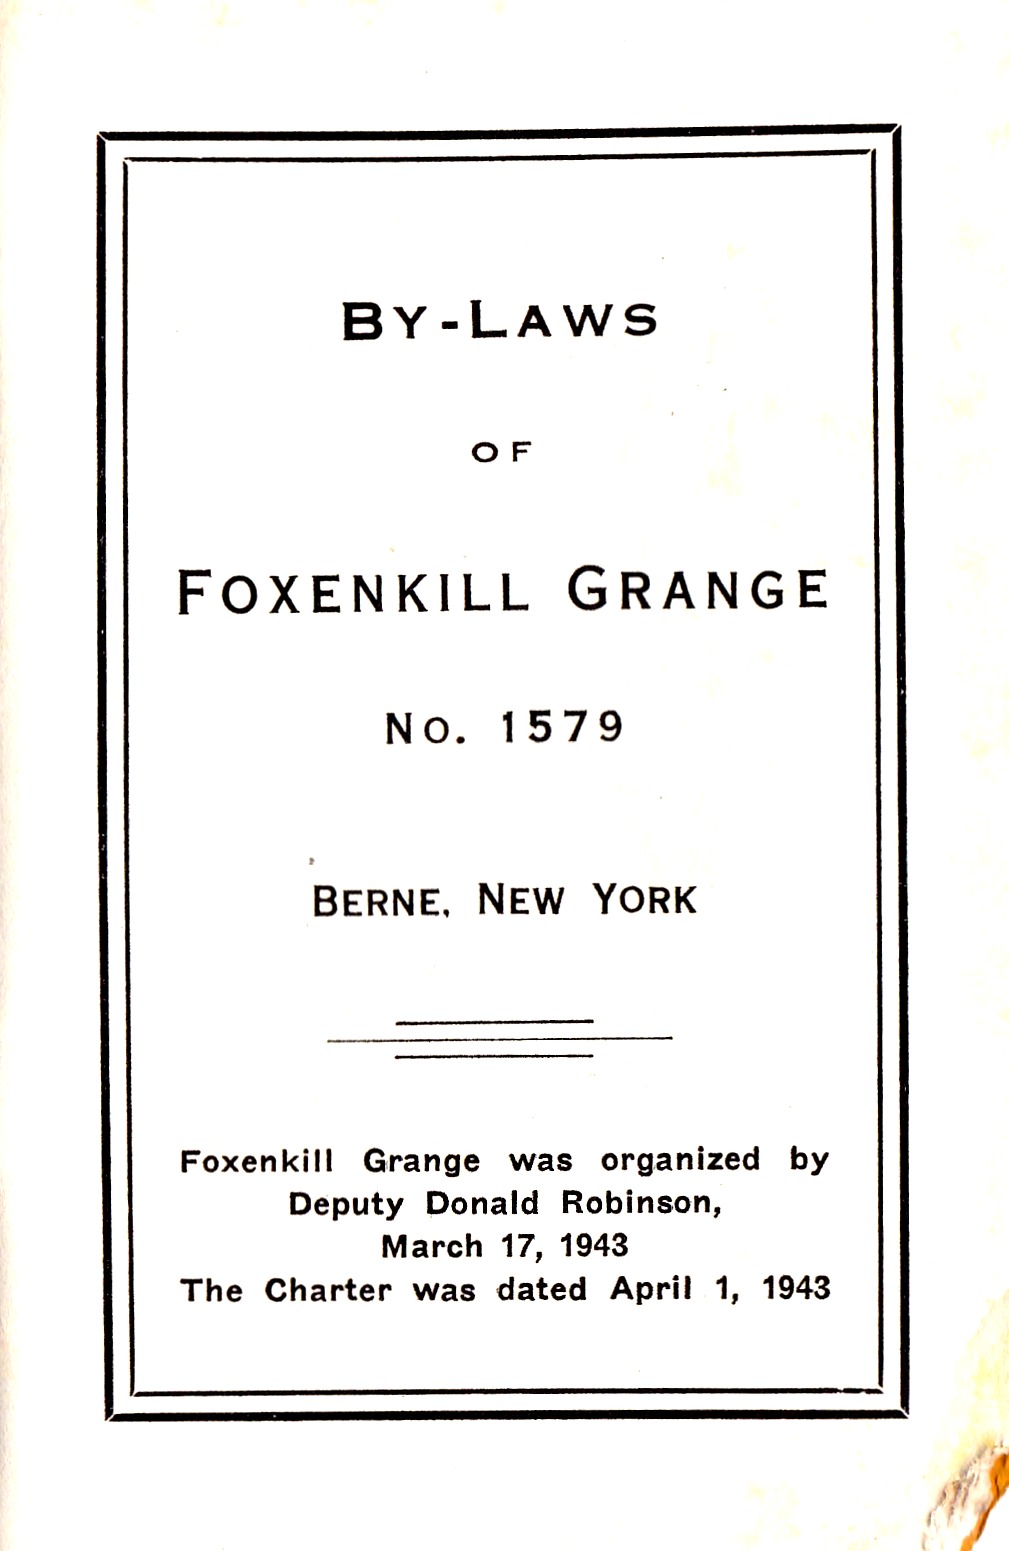 BY-LAWS
OF
FOXENKILL GRANGE
No. 1579
BERNE, NEW YORK
Foxenkill Grange was organized by
Deputy Donald Robinson,
March 17, 1943
The Charter was dated April 1, 1943